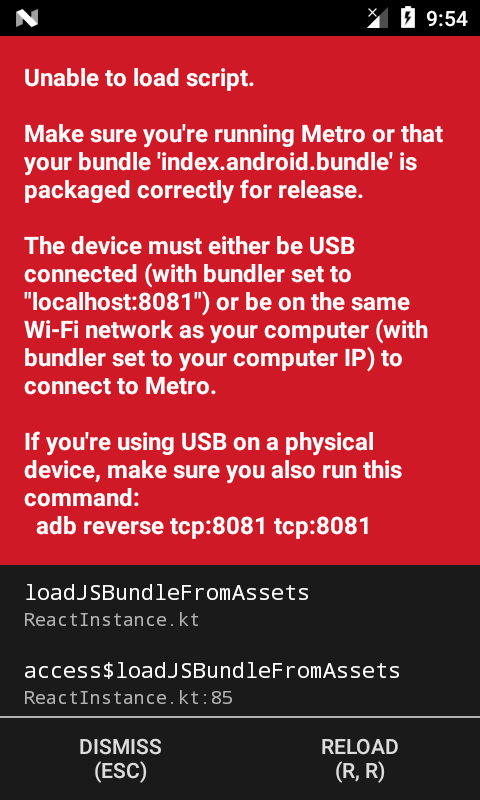 9:54
Unable to load script.
Make sure you're running Metro or that
your bundle 'index.android.bundle' is
packaged correctly for release.
The device must either be USB
connected (with bundler set to
"localhost:8081") or be on the same
Wi-Fi network as your computer (with
bundler set to your computer IP) to
connect to Metro.
If you're using USB on a physical
device, make sure you also run this
command:
adb reverse tcp:8081 tcp:8081
loadJSBundleFromAssets
ReactInstance.kt
access$loadJSBundleFromAssets
ReactInstance.kt:85
DISMISS
(ESC)
RELOAD
(R, R)